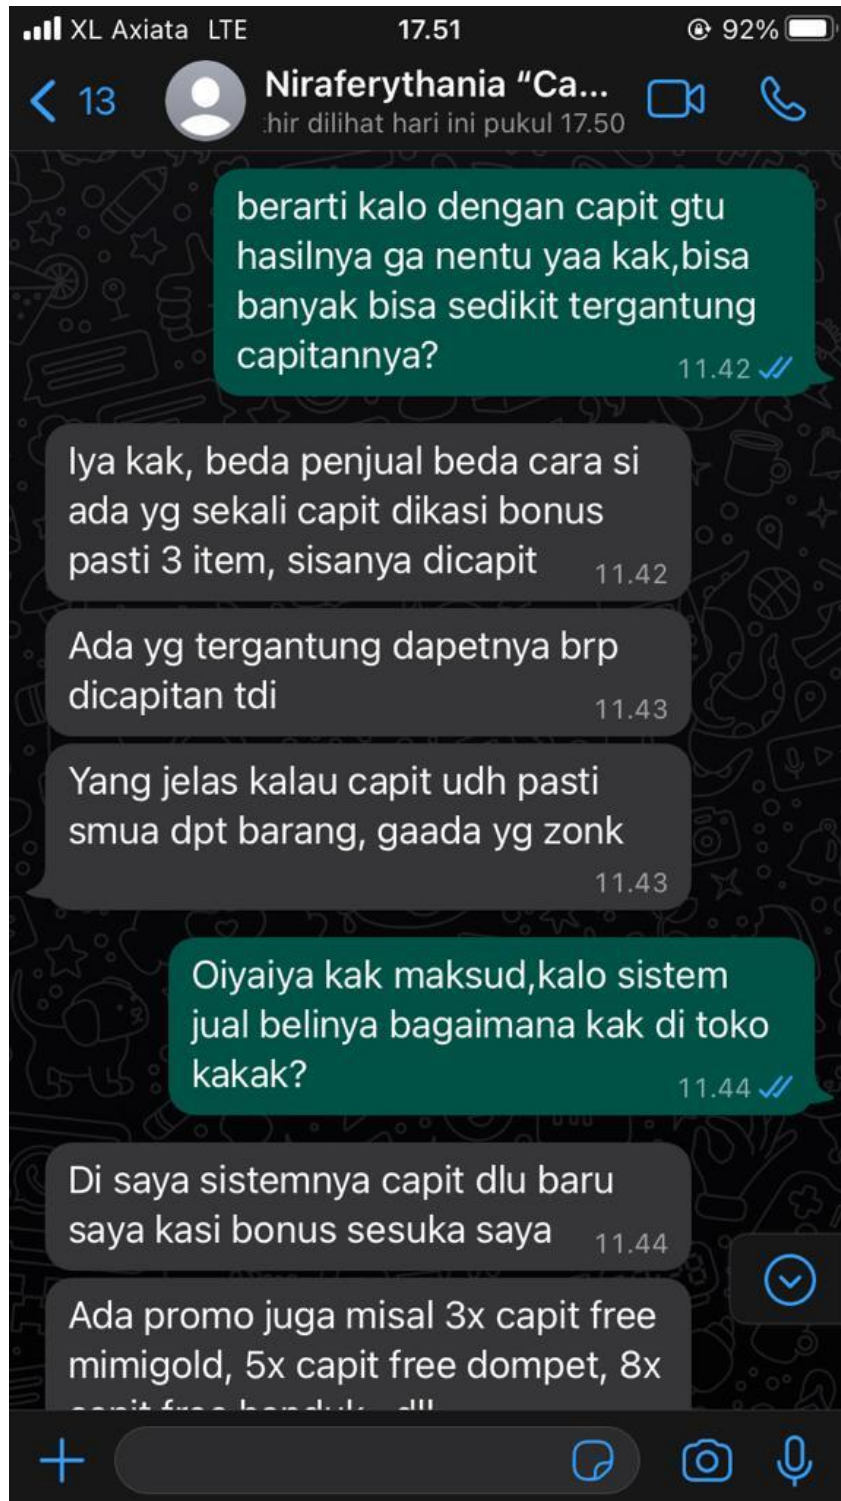 XL Axiata LTE 17.51 92%
13 Niraferythania “Ca...
:hir dilihat hari ini pukul 17.50
berarti kalo dengan capit gtu
hasilnya ga nentu yaa kak,bisa
banyak bisa sedikit tergantung
capitannya?
11.42
Iya kak, beda penjual beda cara si
ada yg sekali capit dikasi bonus
pasti 3 item, sisanya dicapit
11.42
Ada yg tergantung dapetnya brp
dicapitan tdi
11.43
Yang jelas kalau capit udh pasti
smua dpt barang, gaada yg zonk
11.43
Oiyaiya kak maksud,kalo sistem
jual belinya bagaimana kak di toko
kakak?
11.44
Di saya sistemnya capit dlu baru
saya kasi bonus sesuka saya
11.44
Ada promo juga misal 3x capit free
mimigold, 5x capit free dompet, 8x
capit free